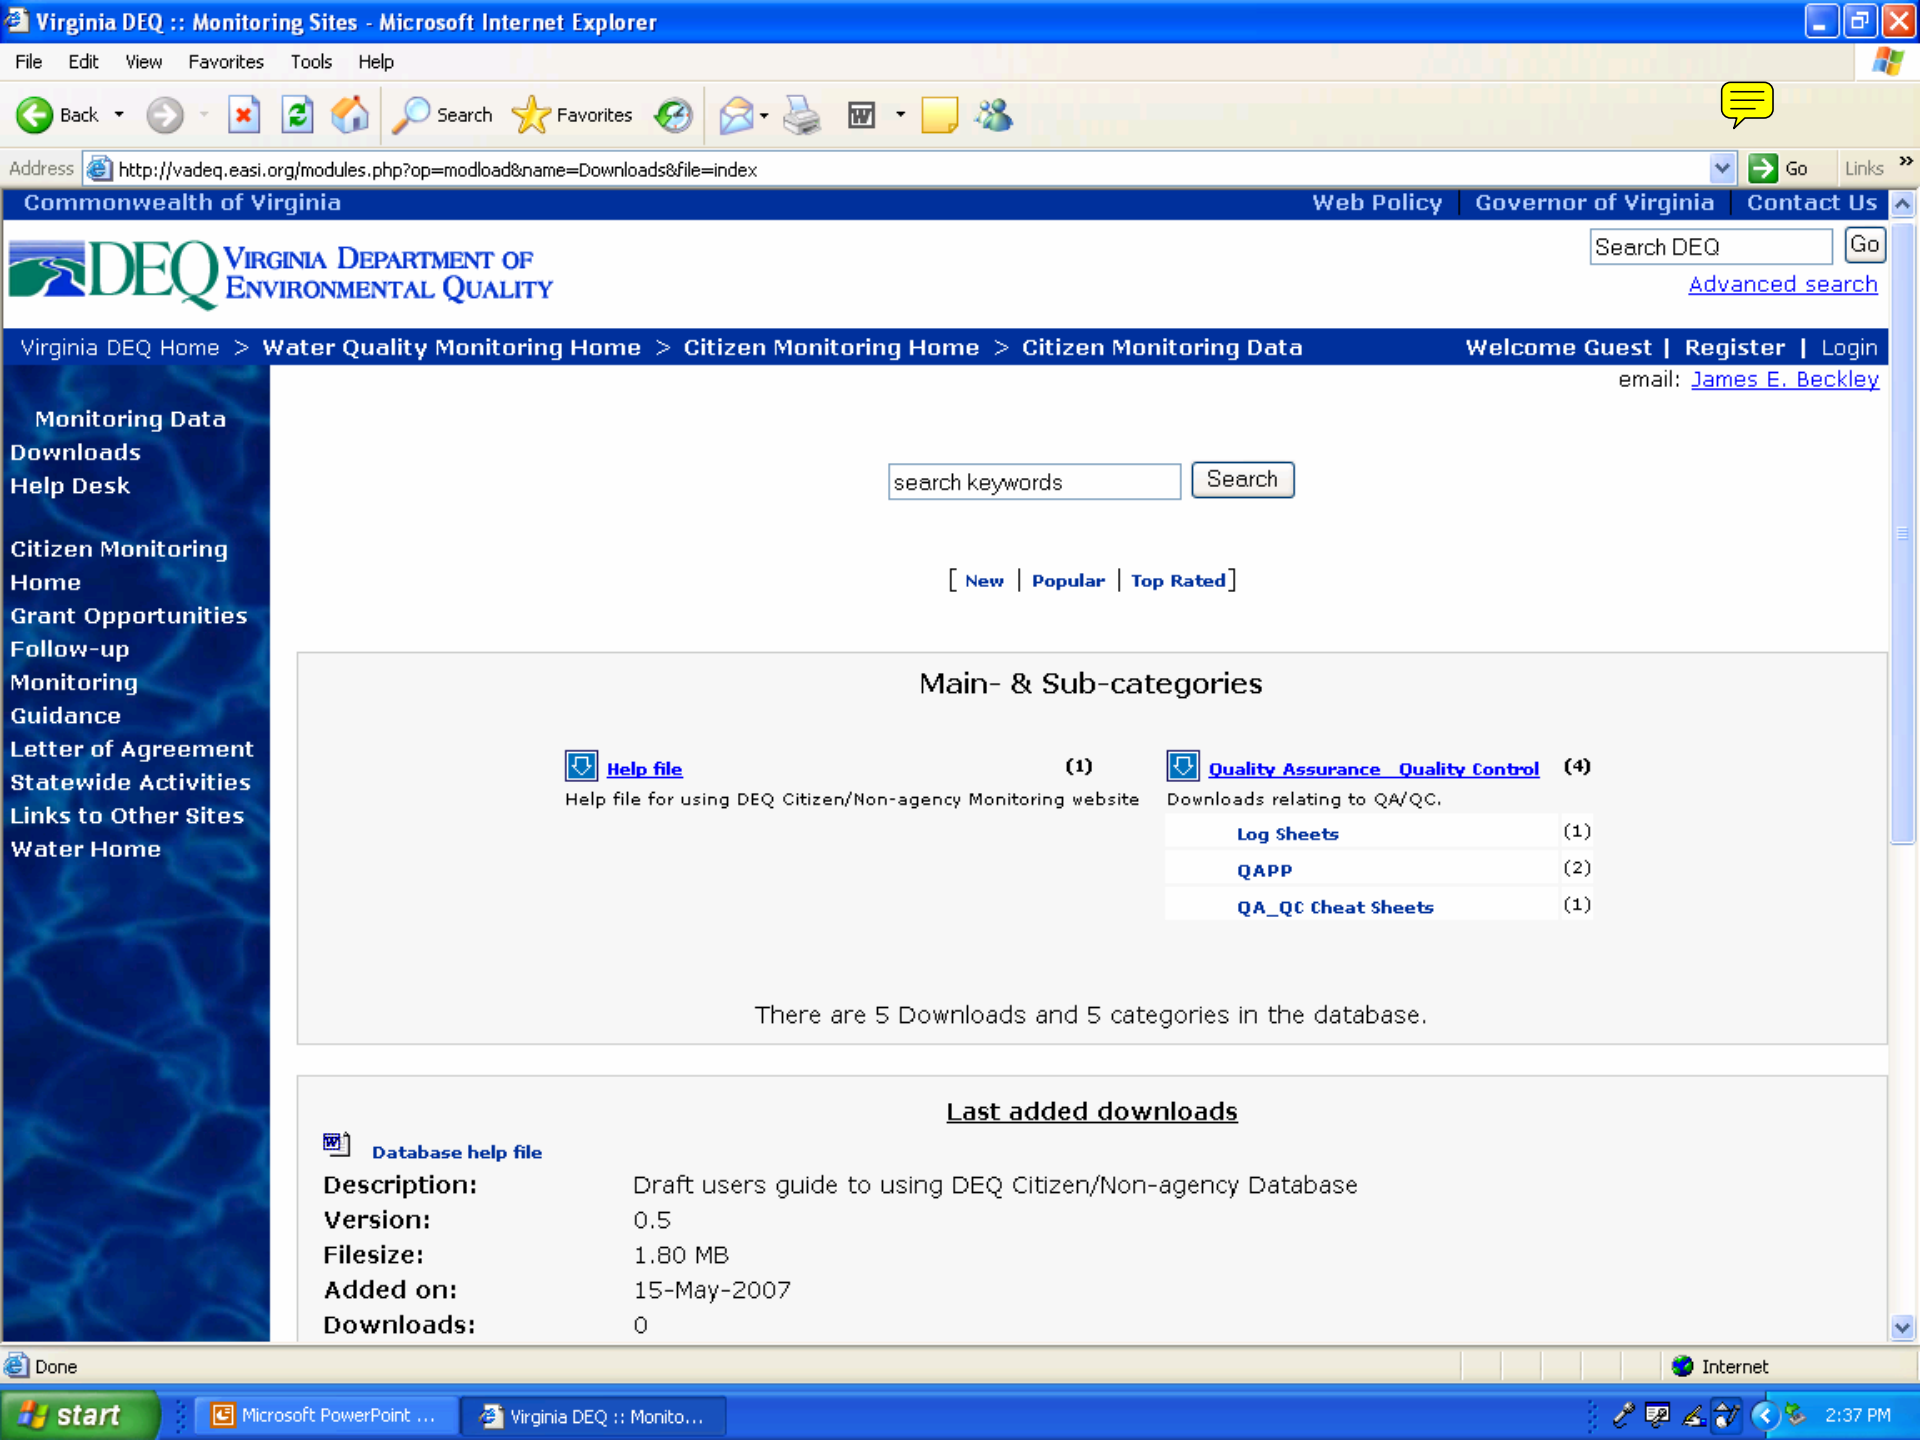 Virginia DEQ :: Monitoring Sites - Microsoft Internet Explorer
File Edit View Favorites Tools Help
Back Search Favorites
Address http://vadeq.easi.org/modules.php?op=modload&name=Downloads&file=index Go Links »
Commonwealth of Virginia Web Policy Governor of Virginia Contact Us
DEQ VIRGINIA DEPARTMENT OF
ENVIRONMENTAL QUALITY
Search DEQ Go
Advanced search
Virginia DEQ Home > Water Quality Monitoring Home > Citizen Monitoring Home > Citizen Monitoring Data Welcome Guest | Register | Login
email: James E. Beckley
Monitoring Data
Downloads
Help Desk
Citizen Monitoring
Home
Grant Opportunities
Follow-up
Monitoring
Guidance
Letter of Agreement
Statewide Activities
Links to Other Sites
Water Home
search keywords Search
[ New | Popular | Top Rated ]
Main- & Sub-categories
Help file (1)
Help file for using DEQ Citizen/Non-agency Monitoring website
Quality Assurance Quality Control (4)
Downloads relating to QA/QC.
Log Sheets (1)
QAPP (2)
QA_QC Cheat Sheets (1)
There are 5 Downloads and 5 categories in the database.
Last added downloads
Database help file
Description: Draft users guide to using DEQ Citizen/Non-agency Database
Version: 0.5
Filesize: 1.80 MB
Added on: 15-May-2007
Downloads: 0
Done Internet
start Microsoft PowerPoint ... Virginia DEQ :: Monito... 2:37 PM